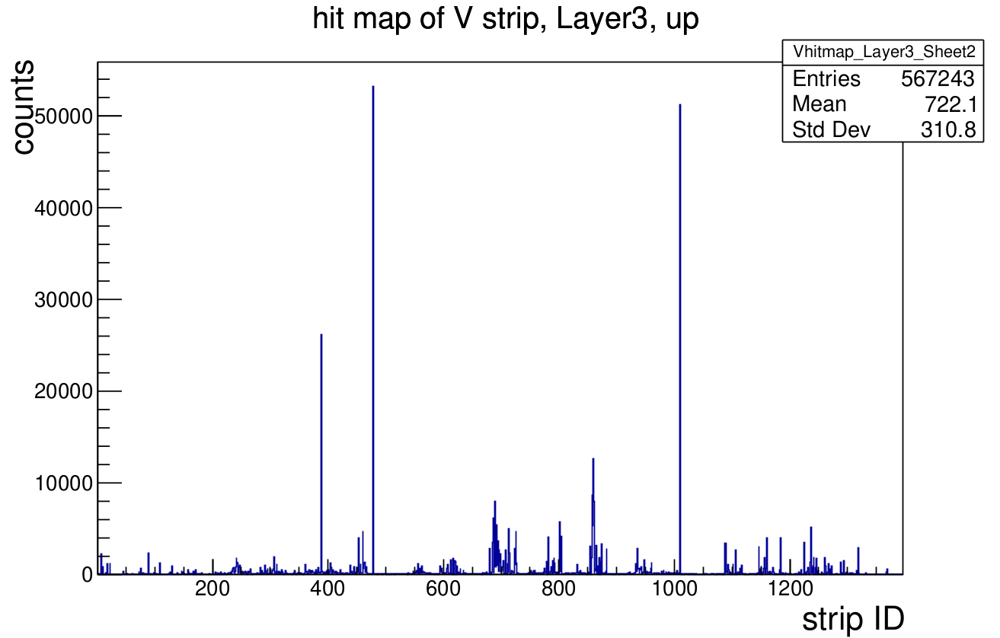 hit map of V strip, Layer3, up
Vhitmap_Layer3_Sheet2
Entries 567243
Mean 722.1
Std Dev 310.8
counts
50000
40000
30000
20000
10000
0
200 400 600 800 1000 1200
strip ID